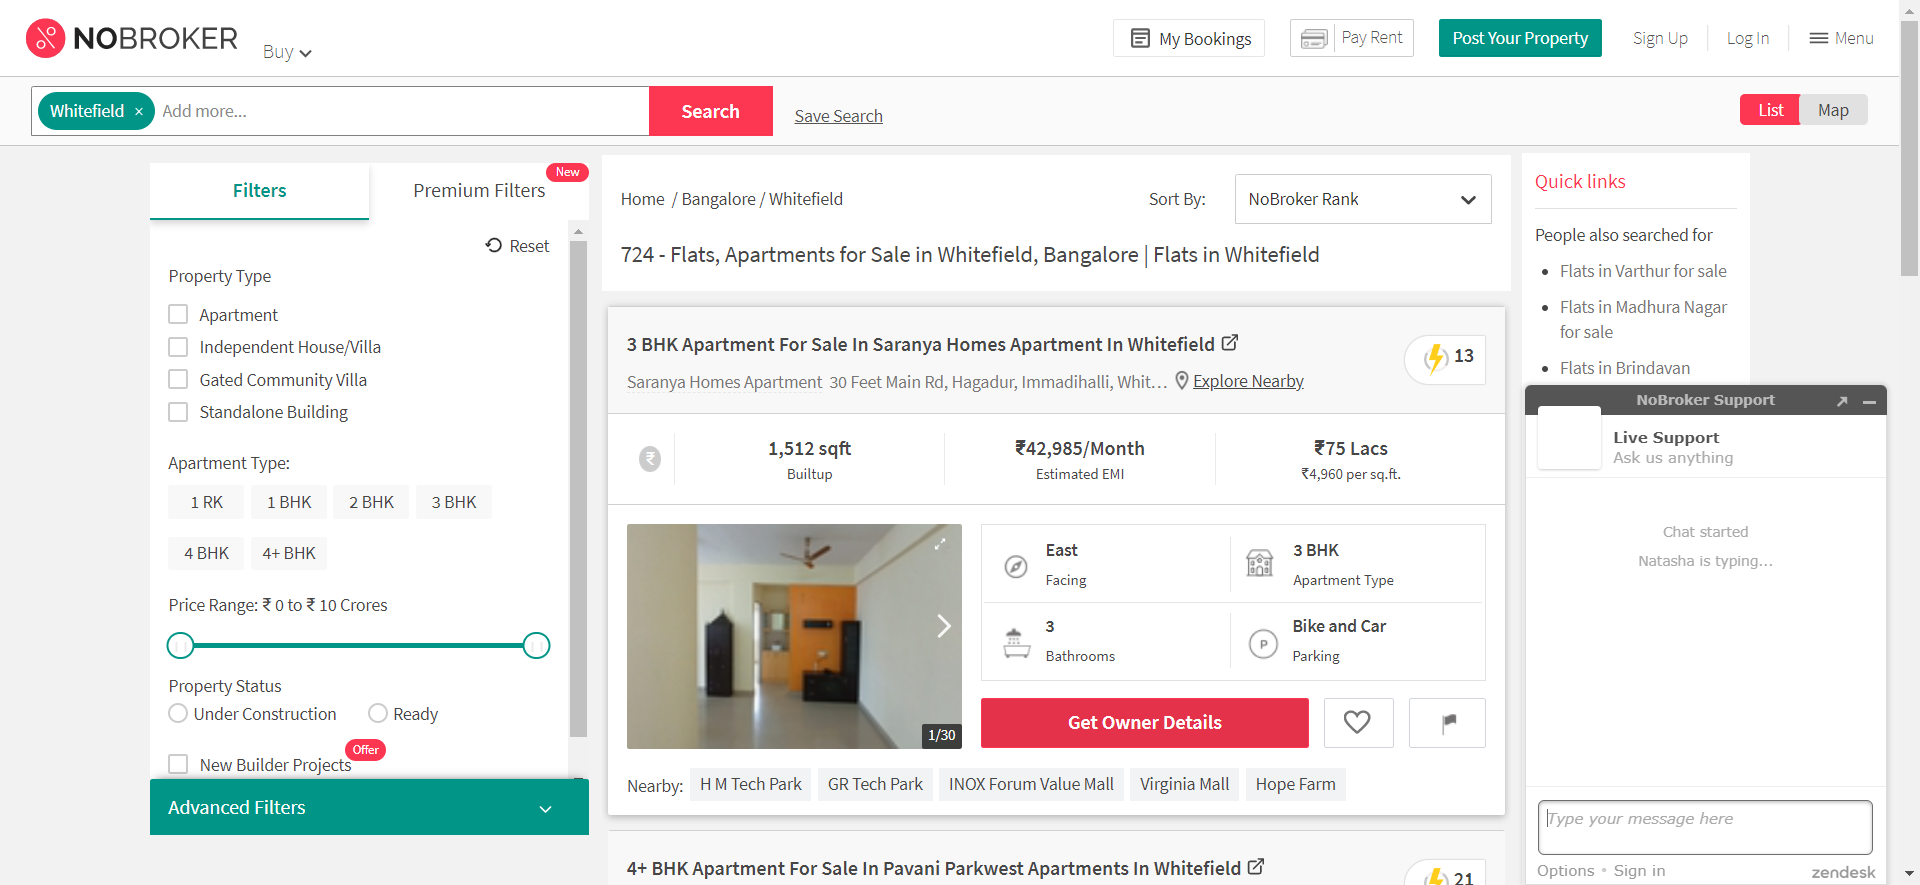 NOBROKER
Buy
My Bookings
Pay Rent
Post Your Property
Sign Up
Log In
Menu
Whitefield ×
Add more...
Search
Save Search
List
Map
Filters
Premium Filters
New
Reset
Property Type
Apartment
Independent House/Villa
Gated Community Villa
Standalone Building
Apartment Type:
1 RK
1 BHK
2 BHK
3 BHK
4 BHK
4+ BHK
Price Range: ₹ 0 to ₹ 10 Crores
Property Status
Under Construction
Ready
New Builder Projects
Offer
Advanced Filters
Home / Bangalore / Whitefield
Sort By:
NoBroker Rank
724 - Flats, Apartments for Sale in Whitefield, Bangalore | Flats in Whitefield
3 BHK Apartment For Sale In Saranya Homes Apartment In Whitefield
13
Saranya Homes Apartment 30 Feet Main Rd, Hagadur, Immadihalli, Whit...
Explore Nearby
₹
1,512 sqft
Builtup
₹42,985/Month
Estimated EMI
₹75 Lacs
₹4,960 per sq.ft.
1/30
East
Facing
3 BHK
Apartment Type
3
Bathrooms
P
Bike and Car
Parking
Get Owner Details
Nearby:
H M Tech Park
GR Tech Park
INOX Forum Value Mall
Virginia Mall
Hope Farm
4+ BHK Apartment For Sale In Pavani Parkwest Apartments In Whitefield
21
Quick links
People also searched for
Flats in Varthur for sale
Flats in Madhura Nagar
for sale
Flats in Brindavan
NoBroker Support
Live Support
Ask us anything
Chat started
Natasha is typing...
Type your message here
Options • Sign in
zendesk